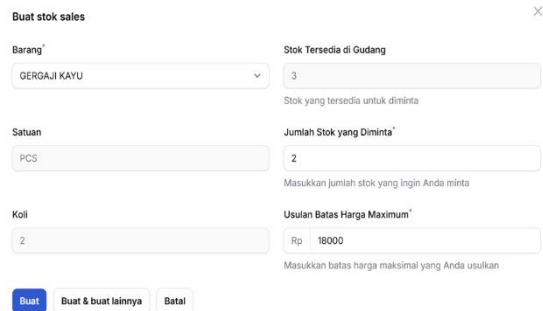 Buat stok sales
Barang*
GERGAJI KAYU
Stok Tersedia di Gudang
3
Stok yang tersedia untuk diminta
Satuan
PCS
Jumlah Stok yang Diminta*
2
Masukkan jumlah stok yang ingin Anda minta
Koli
2
Usulan Batas Harga Maximum*
Rp 18000
Masukkan batas harga maksimal yang Anda usulkan
Buat Buat & buat lainnya Batal